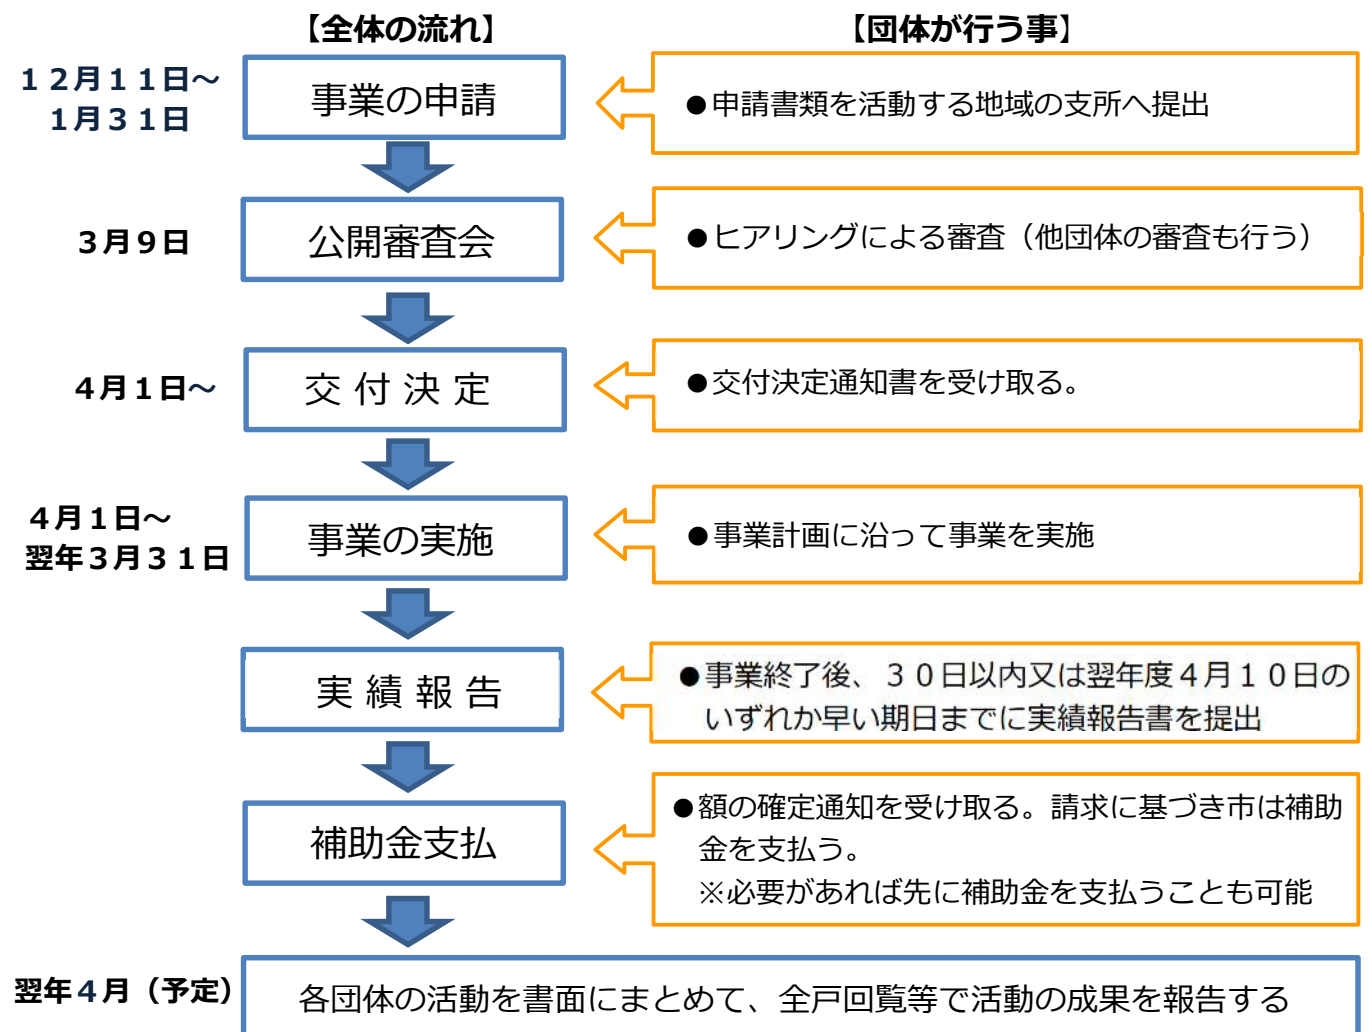 【全体の流れ】
【団体が行う事】
１２月１１日～
１月３１日
事業の申請
●申請書類を活動する地域の支所へ提出
３月９日
公開審査会
●ヒアリングによる審査（他団体の審査も行う）
４月１日～
交 付 決 定
●交付決定通知書を受け取る。
４月１日～
翌年３月３１日
事業の実施
●事業計画に沿って事業を実施
実 績 報 告
●事業終了後、３０日以内又は翌年度４月１０日の
いずれか早い期日までに実績報告書を提出
補助金支払
●額の確定通知を受け取る。請求に基づき市は補助
金を支払う。
※必要があれば先に補助金を支払うことも可能
翌年４月（予定）
各団体の活動を書面にまとめて、全戸回覧等で活動の成果を報告する